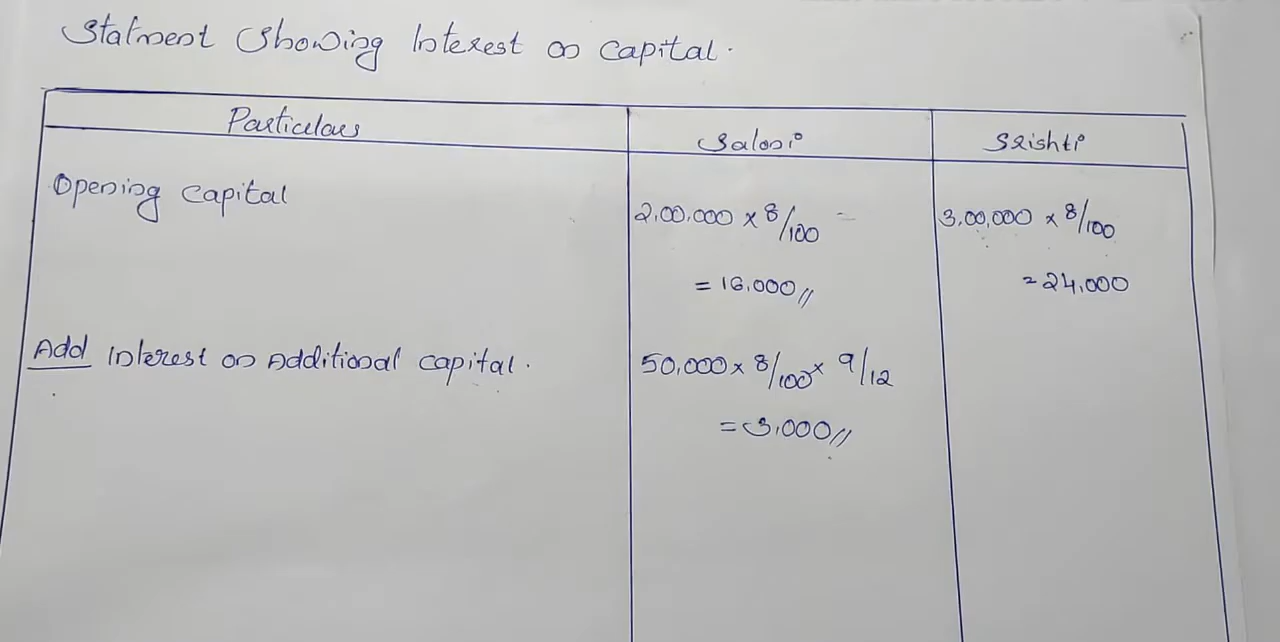 Statment Showing Interest on capital.
Particulars Saloni Srishti
Opening capital
2,00,000 x 8/100 3,00,000 x 8/100
= 16,000// = 24,000
Add Interest on Additional capital.
50,000 x 8/100 x 9/12
= 3,000//